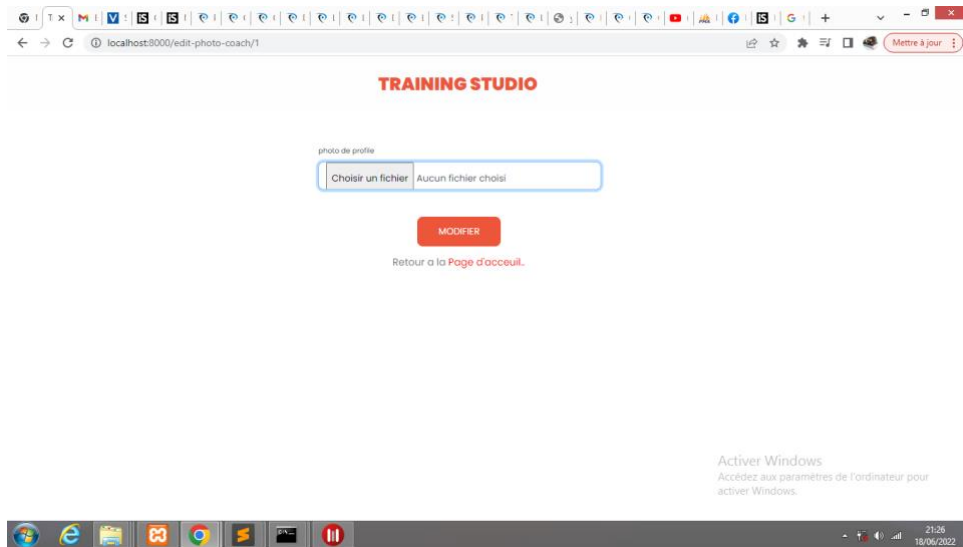 localhost:8000/edit-photo-coach/1
Mettre à jour
TRAINING STUDIO
photo de profile
Choisir un fichier Aucun fichier choisi
MODIFIER
Retour a la Page d'acceuil..
Activer Windows
Accédez aux paramètres de l'ordinateur pour
activer Windows.
21:26
18/06/2022